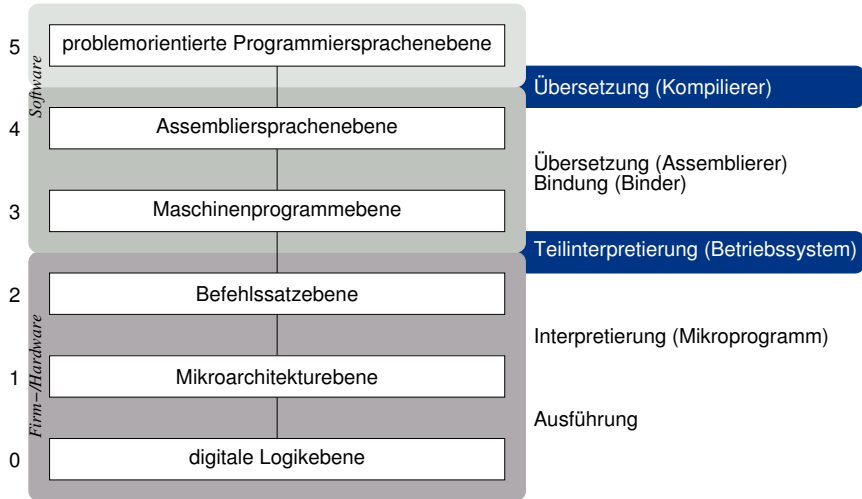 5
problemorientierte Programmiersprachenebene
Software
Übersetzung (Kompilierer)
4
Assembliersprachenebene
Übersetzung (Assemblierer)
Bindung (Binder)
3
Maschinenprogrammebene
Teilinterpretierung (Betriebssystem)
2
Befehlssatzebene
Firm-/Hardware
Interpretierung (Mikroprogramm)
1
Mikroarchitekturebene
Ausführung
0
digitale Logikebene